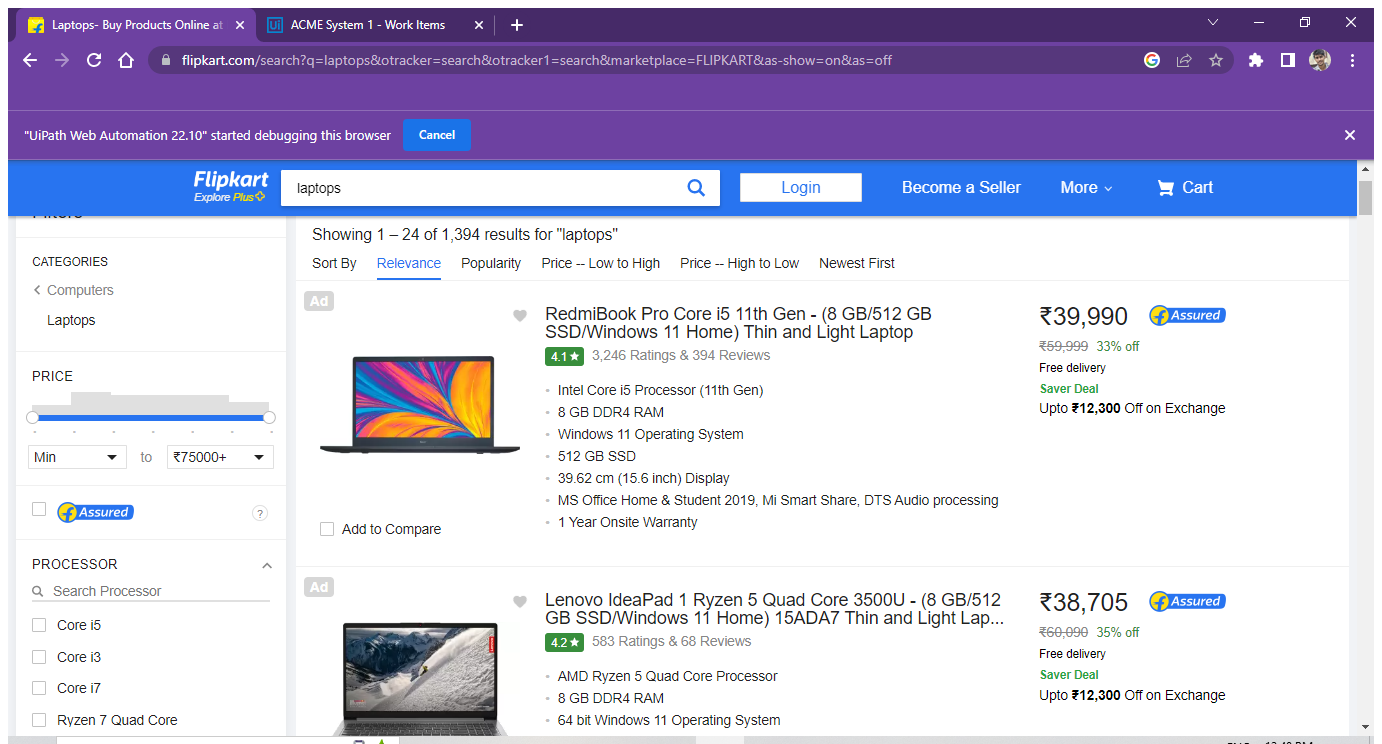 Laptops- Buy Products Online at
Ui ACME System 1 - Work Items
flipkart.com/search?q=laptops&otracker=search&otracker1=search&marketplace=FLIPKART&as-show=on&as=off
"UiPath Web Automation 22.10" started debugging this browser
Cancel
Flipkart
Explore Plus
laptops
Login
Become a Seller
More
Cart
Filters
CATEGORIES
Computers
Laptops
PRICE
Min
to
₹75000+
Assured
?
PROCESSOR
Search Processor
Core i5
Core i3
Core i7
Ryzen 7 Quad Core
Showing 1 – 24 of 1,394 results for "laptops"
Sort By Relevance Popularity Price -- Low to High Price -- High to Low Newest First
Ad
Add to Compare
RedmiBook Pro Core i5 11th Gen - (8 GB/512 GB
SSD/Windows 11 Home) Thin and Light Laptop
4.1★ 3,246 Ratings & 394 Reviews
Intel Core i5 Processor (11th Gen)
8 GB DDR4 RAM
Windows 11 Operating System
512 GB SSD
39.62 cm (15.6 inch) Display
MS Office Home & Student 2019, Mi Smart Share, DTS Audio processing
1 Year Onsite Warranty
₹39,990
Assured
₹59,999 33% off
Free delivery
Saver Deal
Upto ₹12,300 Off on Exchange
Ad
Lenovo IdeaPad 1 Ryzen 5 Quad Core 3500U - (8 GB/512
GB SSD/Windows 11 Home) 15ADA7 Thin and Light Lap...
4.2★ 583 Ratings & 68 Reviews
AMD Ryzen 5 Quad Core Processor
8 GB DDR4 RAM
64 bit Windows 11 Operating System
₹38,705
Assured
₹60,090 35% off
Free delivery
Saver Deal
Upto ₹12,300 Off on Exchange